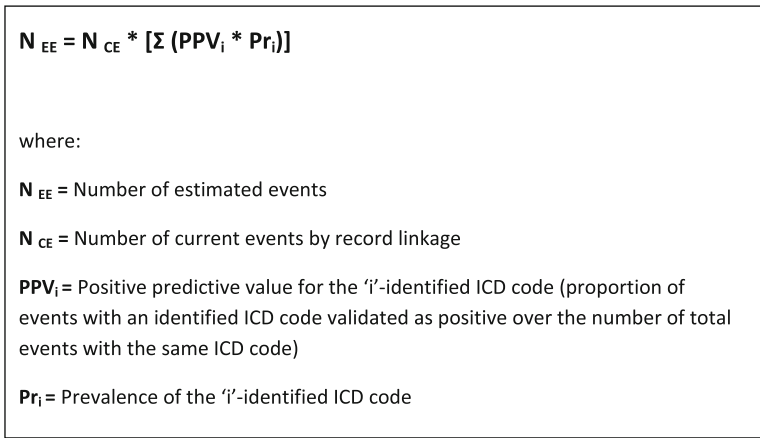 N EE = N CE * [Σ (PPVi * Pri)]
where:
N EE = Number of estimated events
N CE = Number of current events by record linkage
PPVi = Positive predictive value for the ‘i’-identified ICD code (proportion of
events with an identified ICD code validated as positive over the number of total
events with the same ICD code)
Pri = Prevalence of the ‘i’-identified ICD code